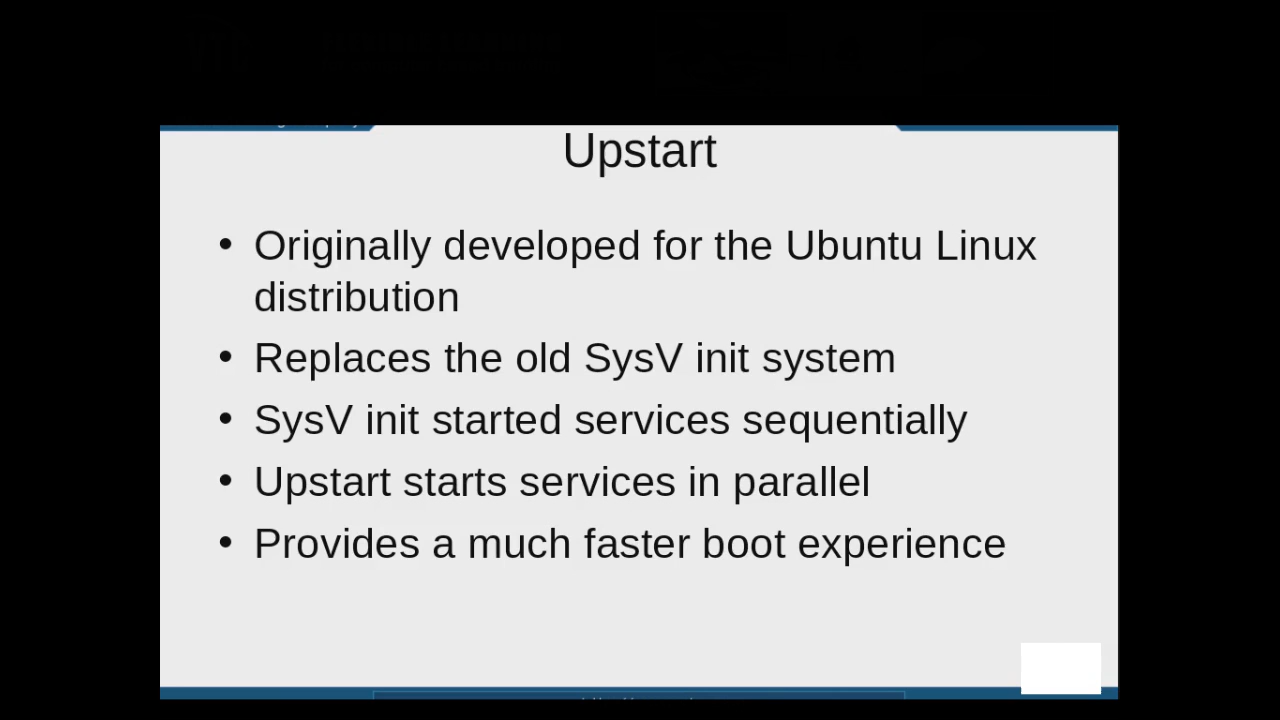 Upstart
• Originally developed for the Ubuntu Linux
distribution
• Replaces the old SysV init system
• SysV init started services sequentially
• Upstart starts services in parallel
• Provides a much faster boot experience